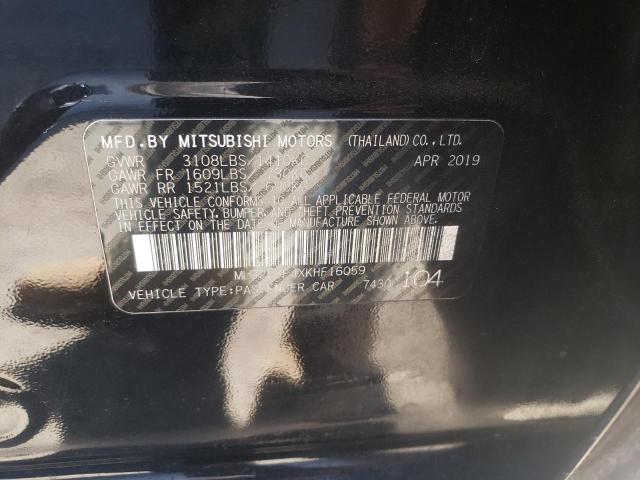 MFD.BY MITSUBISHI MOTORS (THAILAND)CO.,LTD.
GVWR 3108LBS/1410KG APR 2019
GAWR FR 1609LBS/ 730KG
GAWR RR 1521LBS/
THIS VEHICLE CONFORMS TO ALL APPLICABLE FEDERAL MOTOR
VEHICLE SAFETY, BUMPER, AND THEFT PREVENTION STANDARDS
IN EFFECT ON THE DATE OF MANUFACTURE SHOWN ABOVE.
VEHICLE TYPE:PASSENGER CAR 7430 104